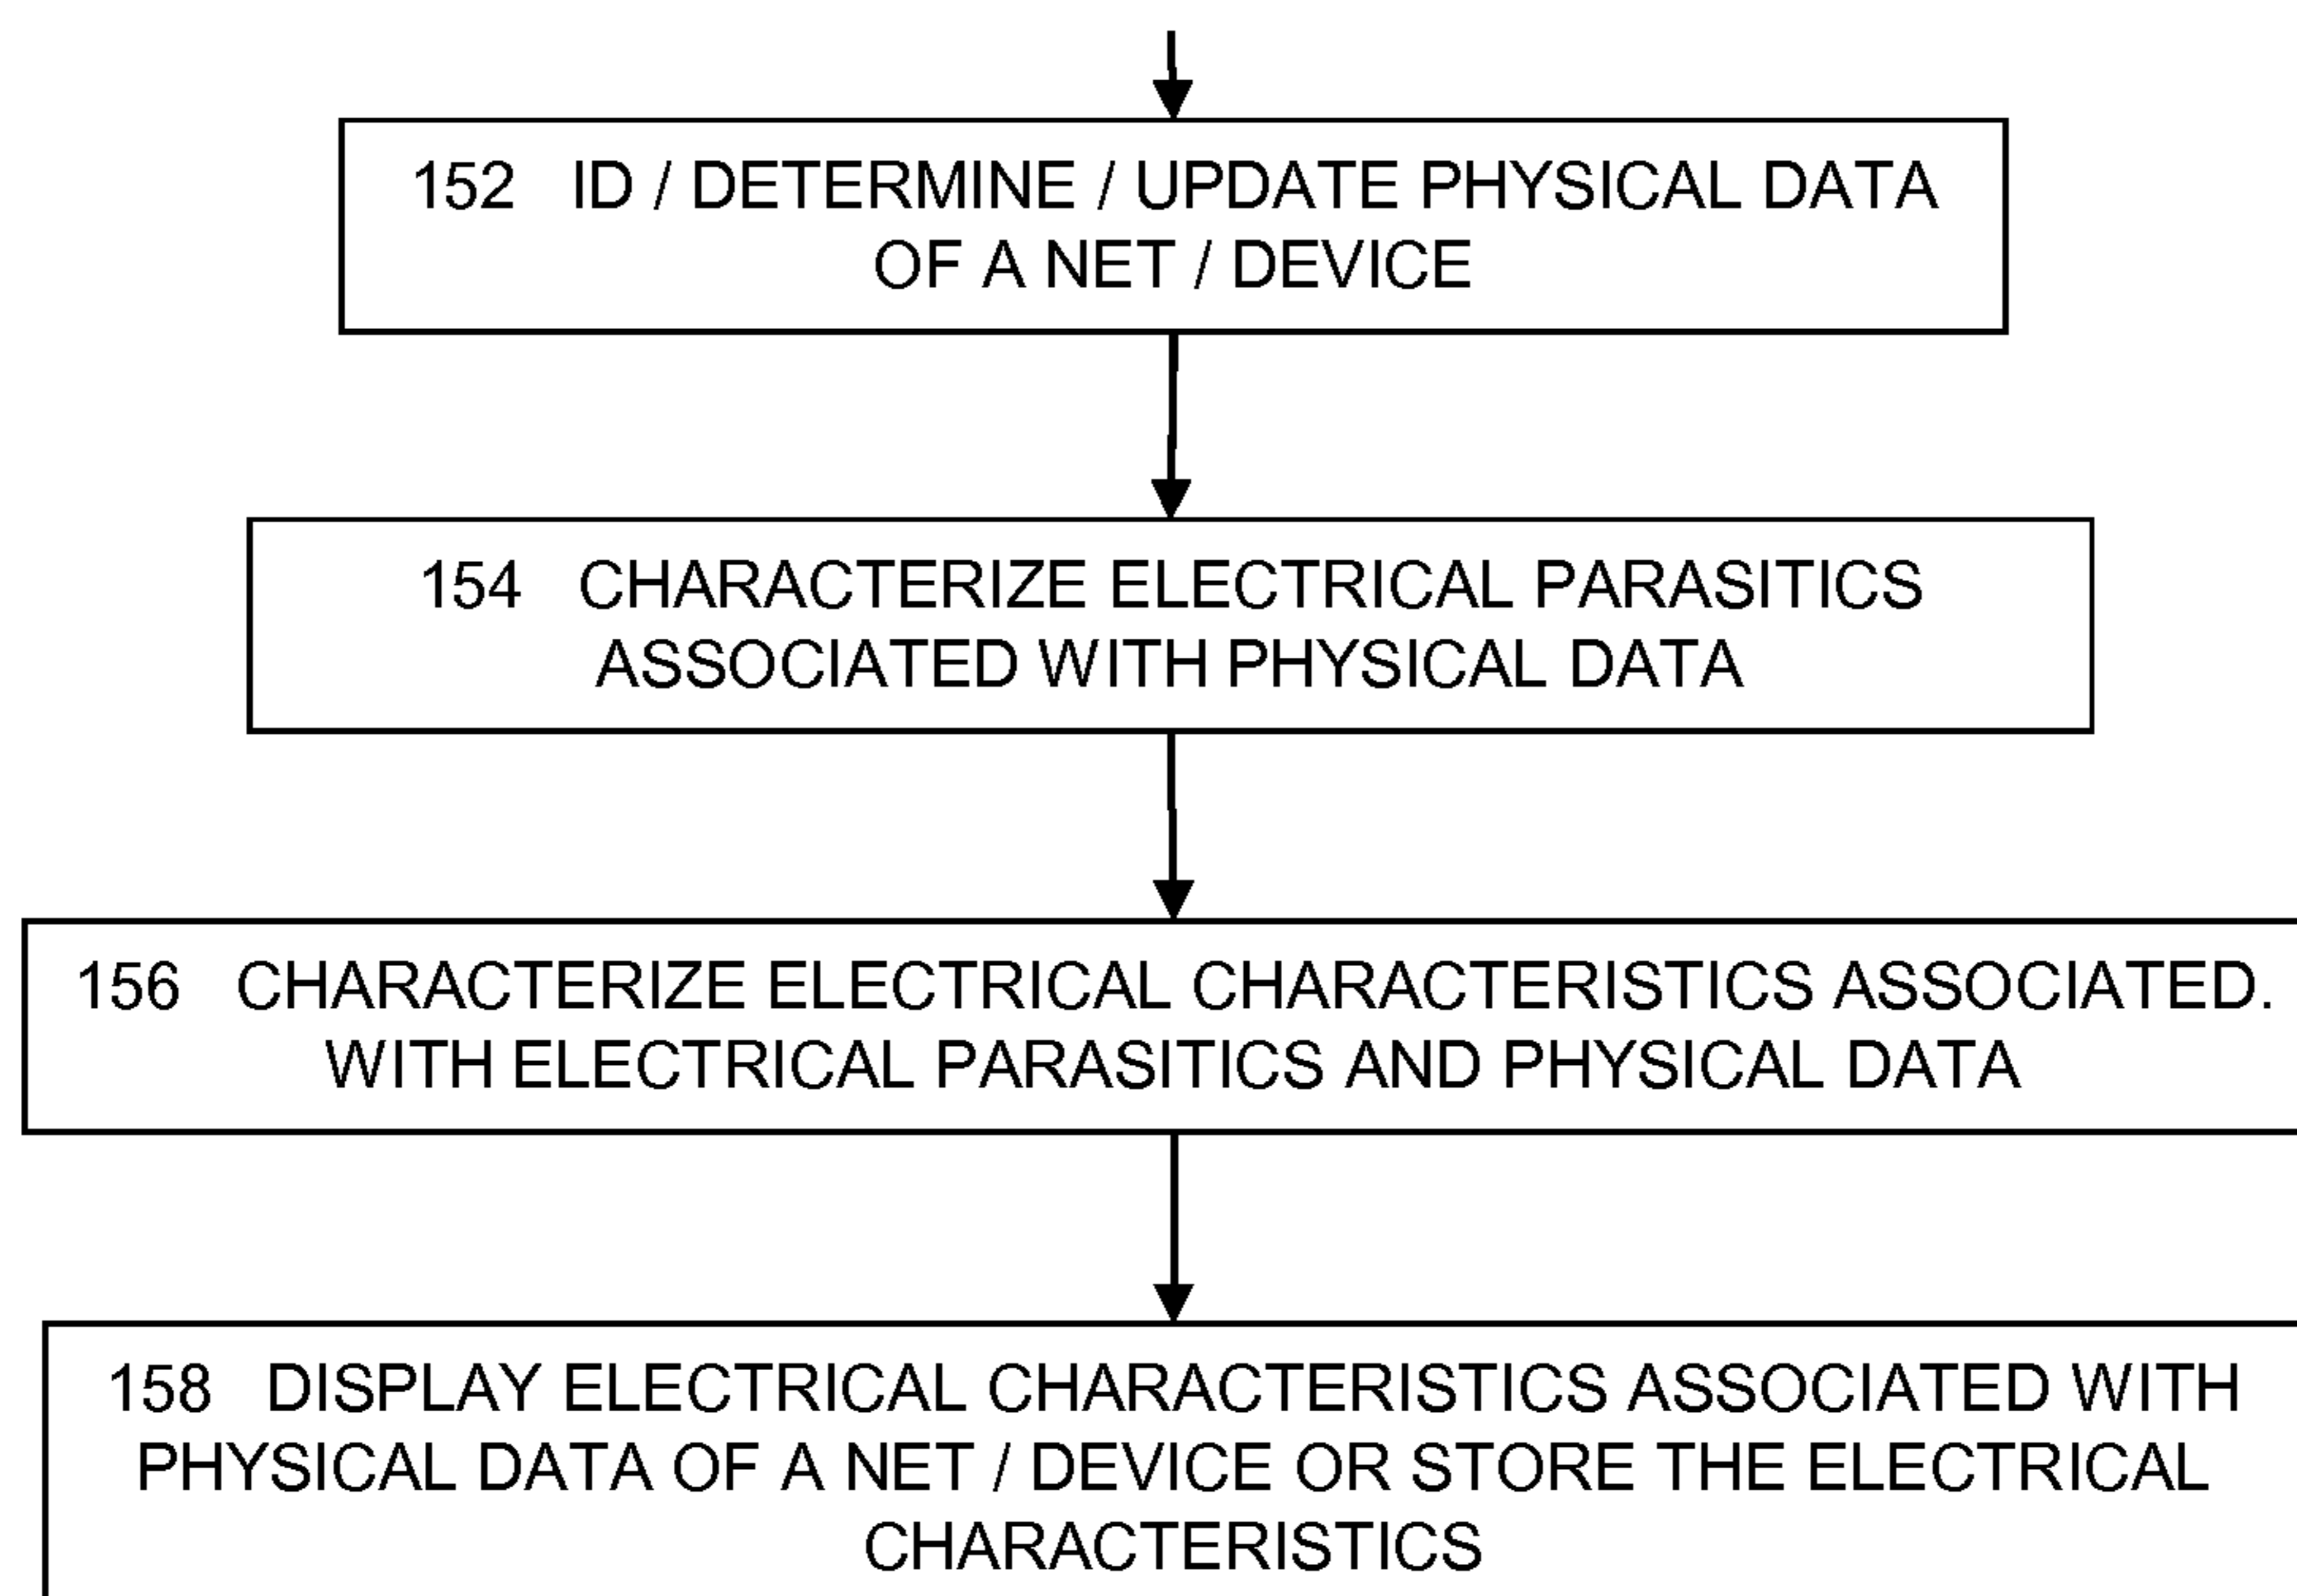 152 ID / DETERMINE / UPDATE PHYSICAL DATA
OF A NET / DEVICE
154 CHARACTERIZE ELECTRICAL PARASITICS
ASSOCIATED WITH PHYSICAL DATA
156 CHARACTERIZE ELECTRICAL CHARACTERISTICS ASSOCIATED.
WITH ELECTRICAL PARASITICS AND PHYSICAL DATA
158 DISPLAY ELECTRICAL CHARACTERISTICS ASSOCIATED WITH
PHYSICAL DATA OF A NET / DEVICE OR STORE THE ELECTRICAL
CHARACTERISTICS